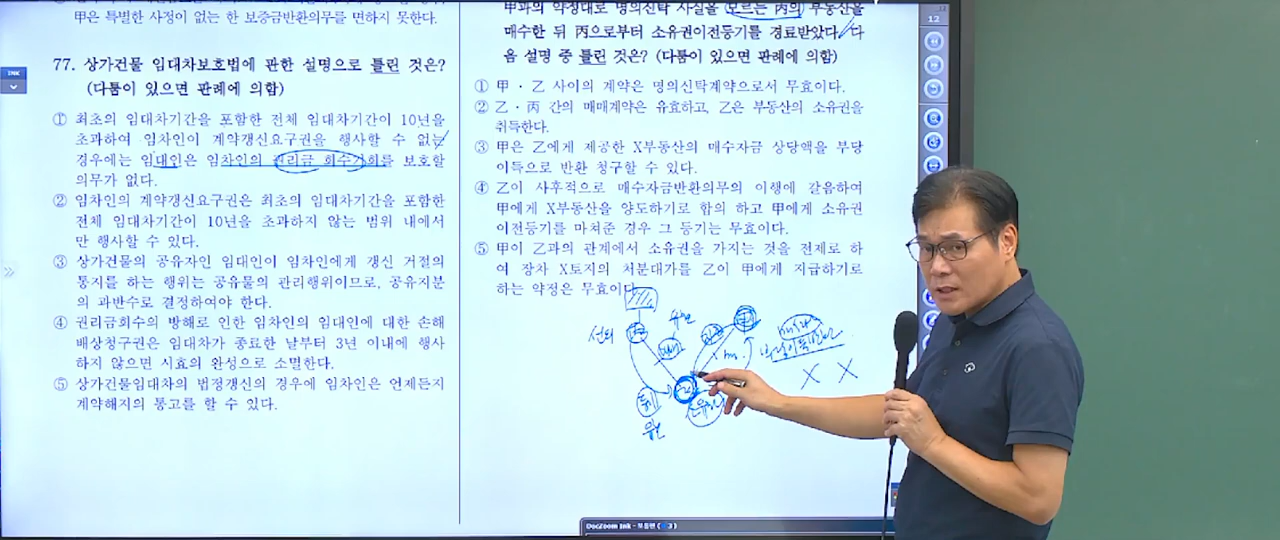 甲은 특별한 사정이 없는 한 보증금반환의무를 면하지 못한다.
77. 상가건물 임대차보호법에 관한 설명으로 틀린 것은?
(다툼이 있으면 판례에 의함)
① 최초의 임대차기간을 포함한 전체 임대차기간이 10년을
초과하여 임차인이 계약갱신요구권을 행사할 수 없는
경우에는 임대인은 임차인의 권리금 회수기회를 보호할
의무가 없다.
② 임차인의 계약갱신요구권은 최초의 임대차기간을 포함한
전체 임대차기간이 10년을 초과하지 않는 범위 내에서
만 행사할 수 있다.
③ 상가건물의 공유자인 임대인이 임차인에게 갱신 거절의
통지를 하는 행위는 공유물의 관리행위이므로, 공유지분
의 과반수로 결정하여야 한다.
④ 권리금회수의 방해로 인한 임차인의 임대인에 대한 손해
배상청구권은 임대차가 종료한 날부터 3년 이내에 행사
하지 않으면 시효의 완성으로 소멸한다.
⑤ 상가건물임대차의 법정갱신의 경우에 임차인은 언제든지
계약해지의 통고를 할 수 있다.
甲과의 약정대로 명의신탁 사실을 모르는 丙의 부동산을
매수한 뒤 丙으로부터 소유권이전등기를 경료받았다. 다
음 설명 중 틀린 것은? (다툼이 있으면 판례에 의함)
① 甲・乙 사이의 계약은 명의신탁계약으로서 무효이다.
② 乙・丙 간의 매매계약은 유효하고, 乙은 부동산의 소유권을
취득한다.
③ 甲은 乙에게 제공한 X부동산의 매수자금 상당액을 부당
이득으로 반환 청구할 수 있다.
④ 乙이 사후적으로 매수자금반환의무의 이행에 갈음하여
甲에게 X부동산을 양도하기로 합의 하고 甲에게 소유권
이전등기를 마쳐준 경우 그 등기는 무효이다.
⑤ 甲이 乙과의 관계에서 소유권을 가지는 것을 전제로 하
여 장차 X토지의 처분대가를 乙이 甲에게 지급하기로
하는 약정은 무효이다
선의
유효
X X
INK
12